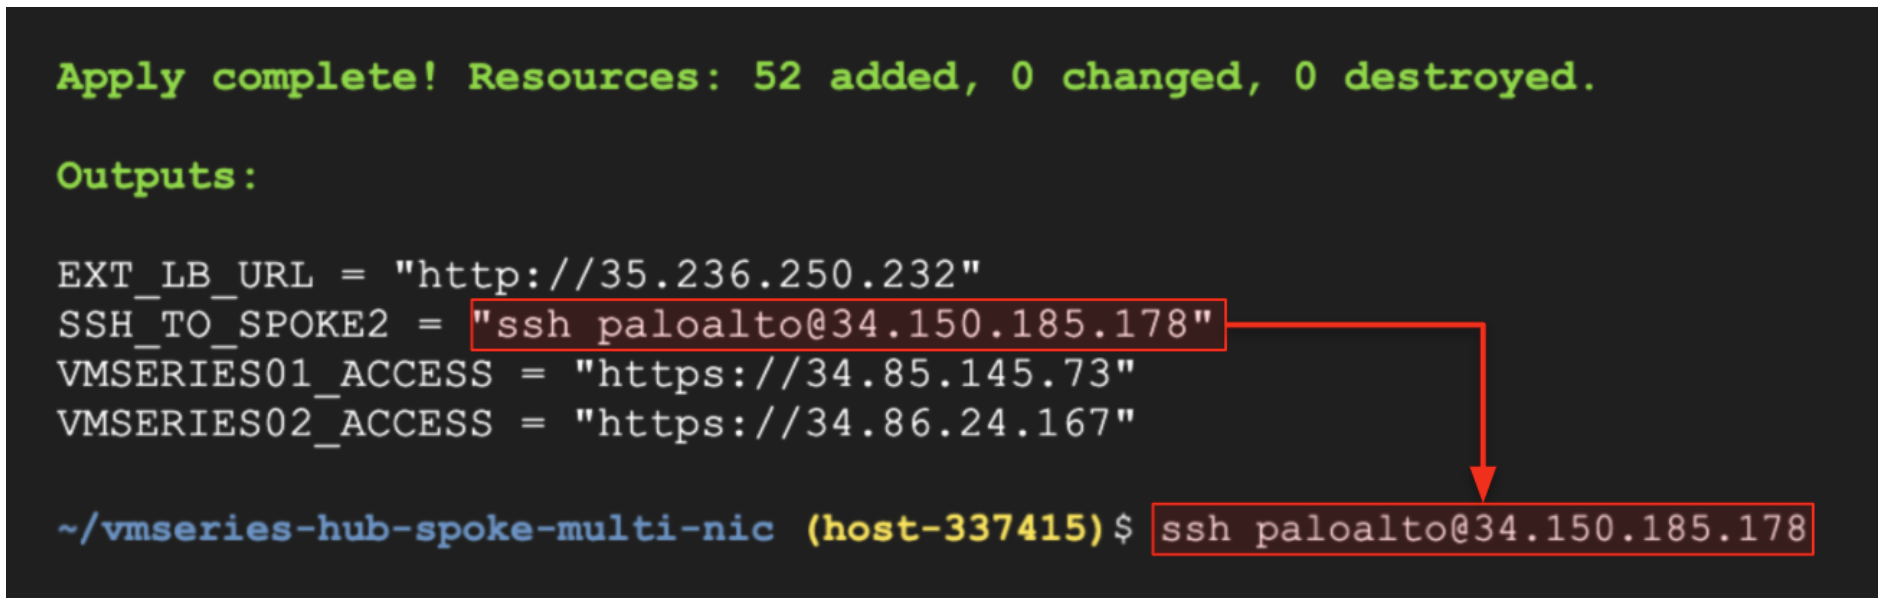 Apply complete! Resources: 52 added, 0 changed, 0 destroyed.
Outputs:
EXT_LB_URL = "http://35.236.250.232"
SSH_TO_SPOKE2 = "ssh paloalto@34.150.185.178"
VMSERIES01_ACCESS = "https://34.85.145.73"
VMSERIES02_ACCESS = "https://34.86.24.167"
~/vmseries-hub-spoke-multi-nic (host-337415)$ ssh paloalto@34.150.185.178